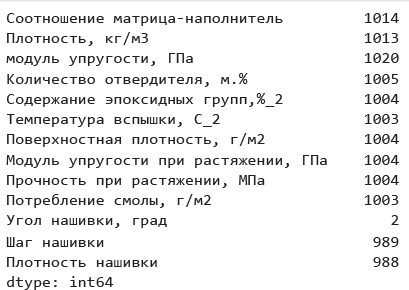 Соотношение матрица-наполнитель 1014
Плотность, кг/м3 1013
модуль упругости, ГПа 1020
Количество отвердителя, м.% 1005
Содержание эпоксидных групп,%_2 1004
Температура вспышки, С_2 1003
Поверхностная плотность, г/м2 1004
Модуль упругости при растяжении, ГПа 1004
Прочность при растяжении, МПа 1004
Потребление смолы, г/м2 1003
Угол нашивки, град 2
Шаг нашивки 989
Плотность нашивки 988
dtype: int64